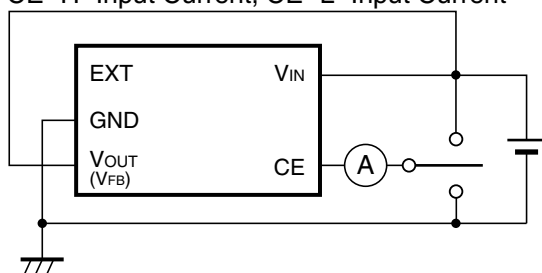 CE "H" Input Current, CE "L" Input Current
EXT VIN
GND
VOUT
(VFB)
CE A